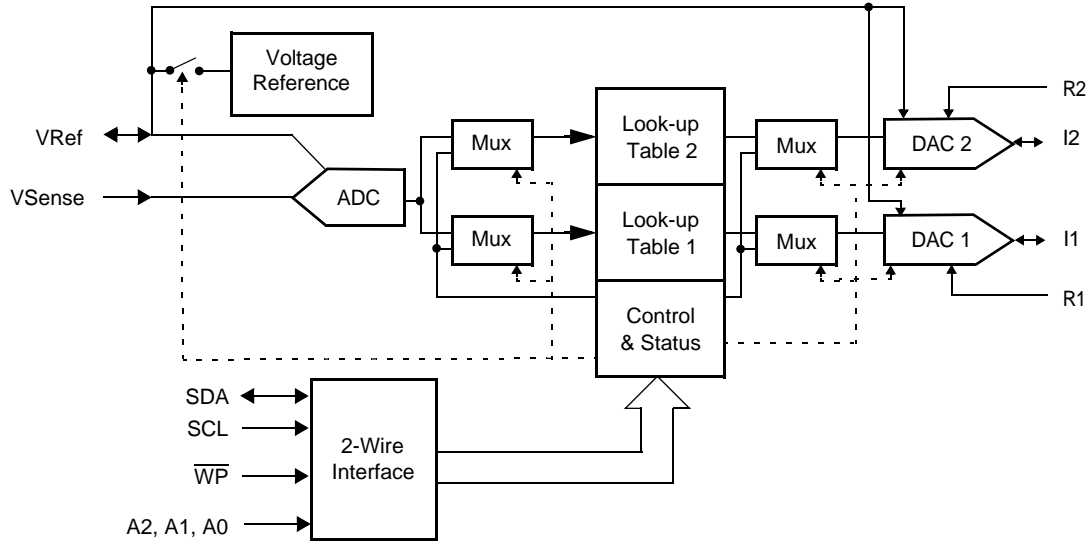 Voltage
Reference
R2
VRef
Mux
Look-up
Table 2
Mux
DAC 2
I2
VSense
ADC
Mux
Look-up
Table 1
Mux
DAC 1
I1
R1
Control
& Status
SDA
SCL
2-Wire
Interface
WP
A2, A1, A0